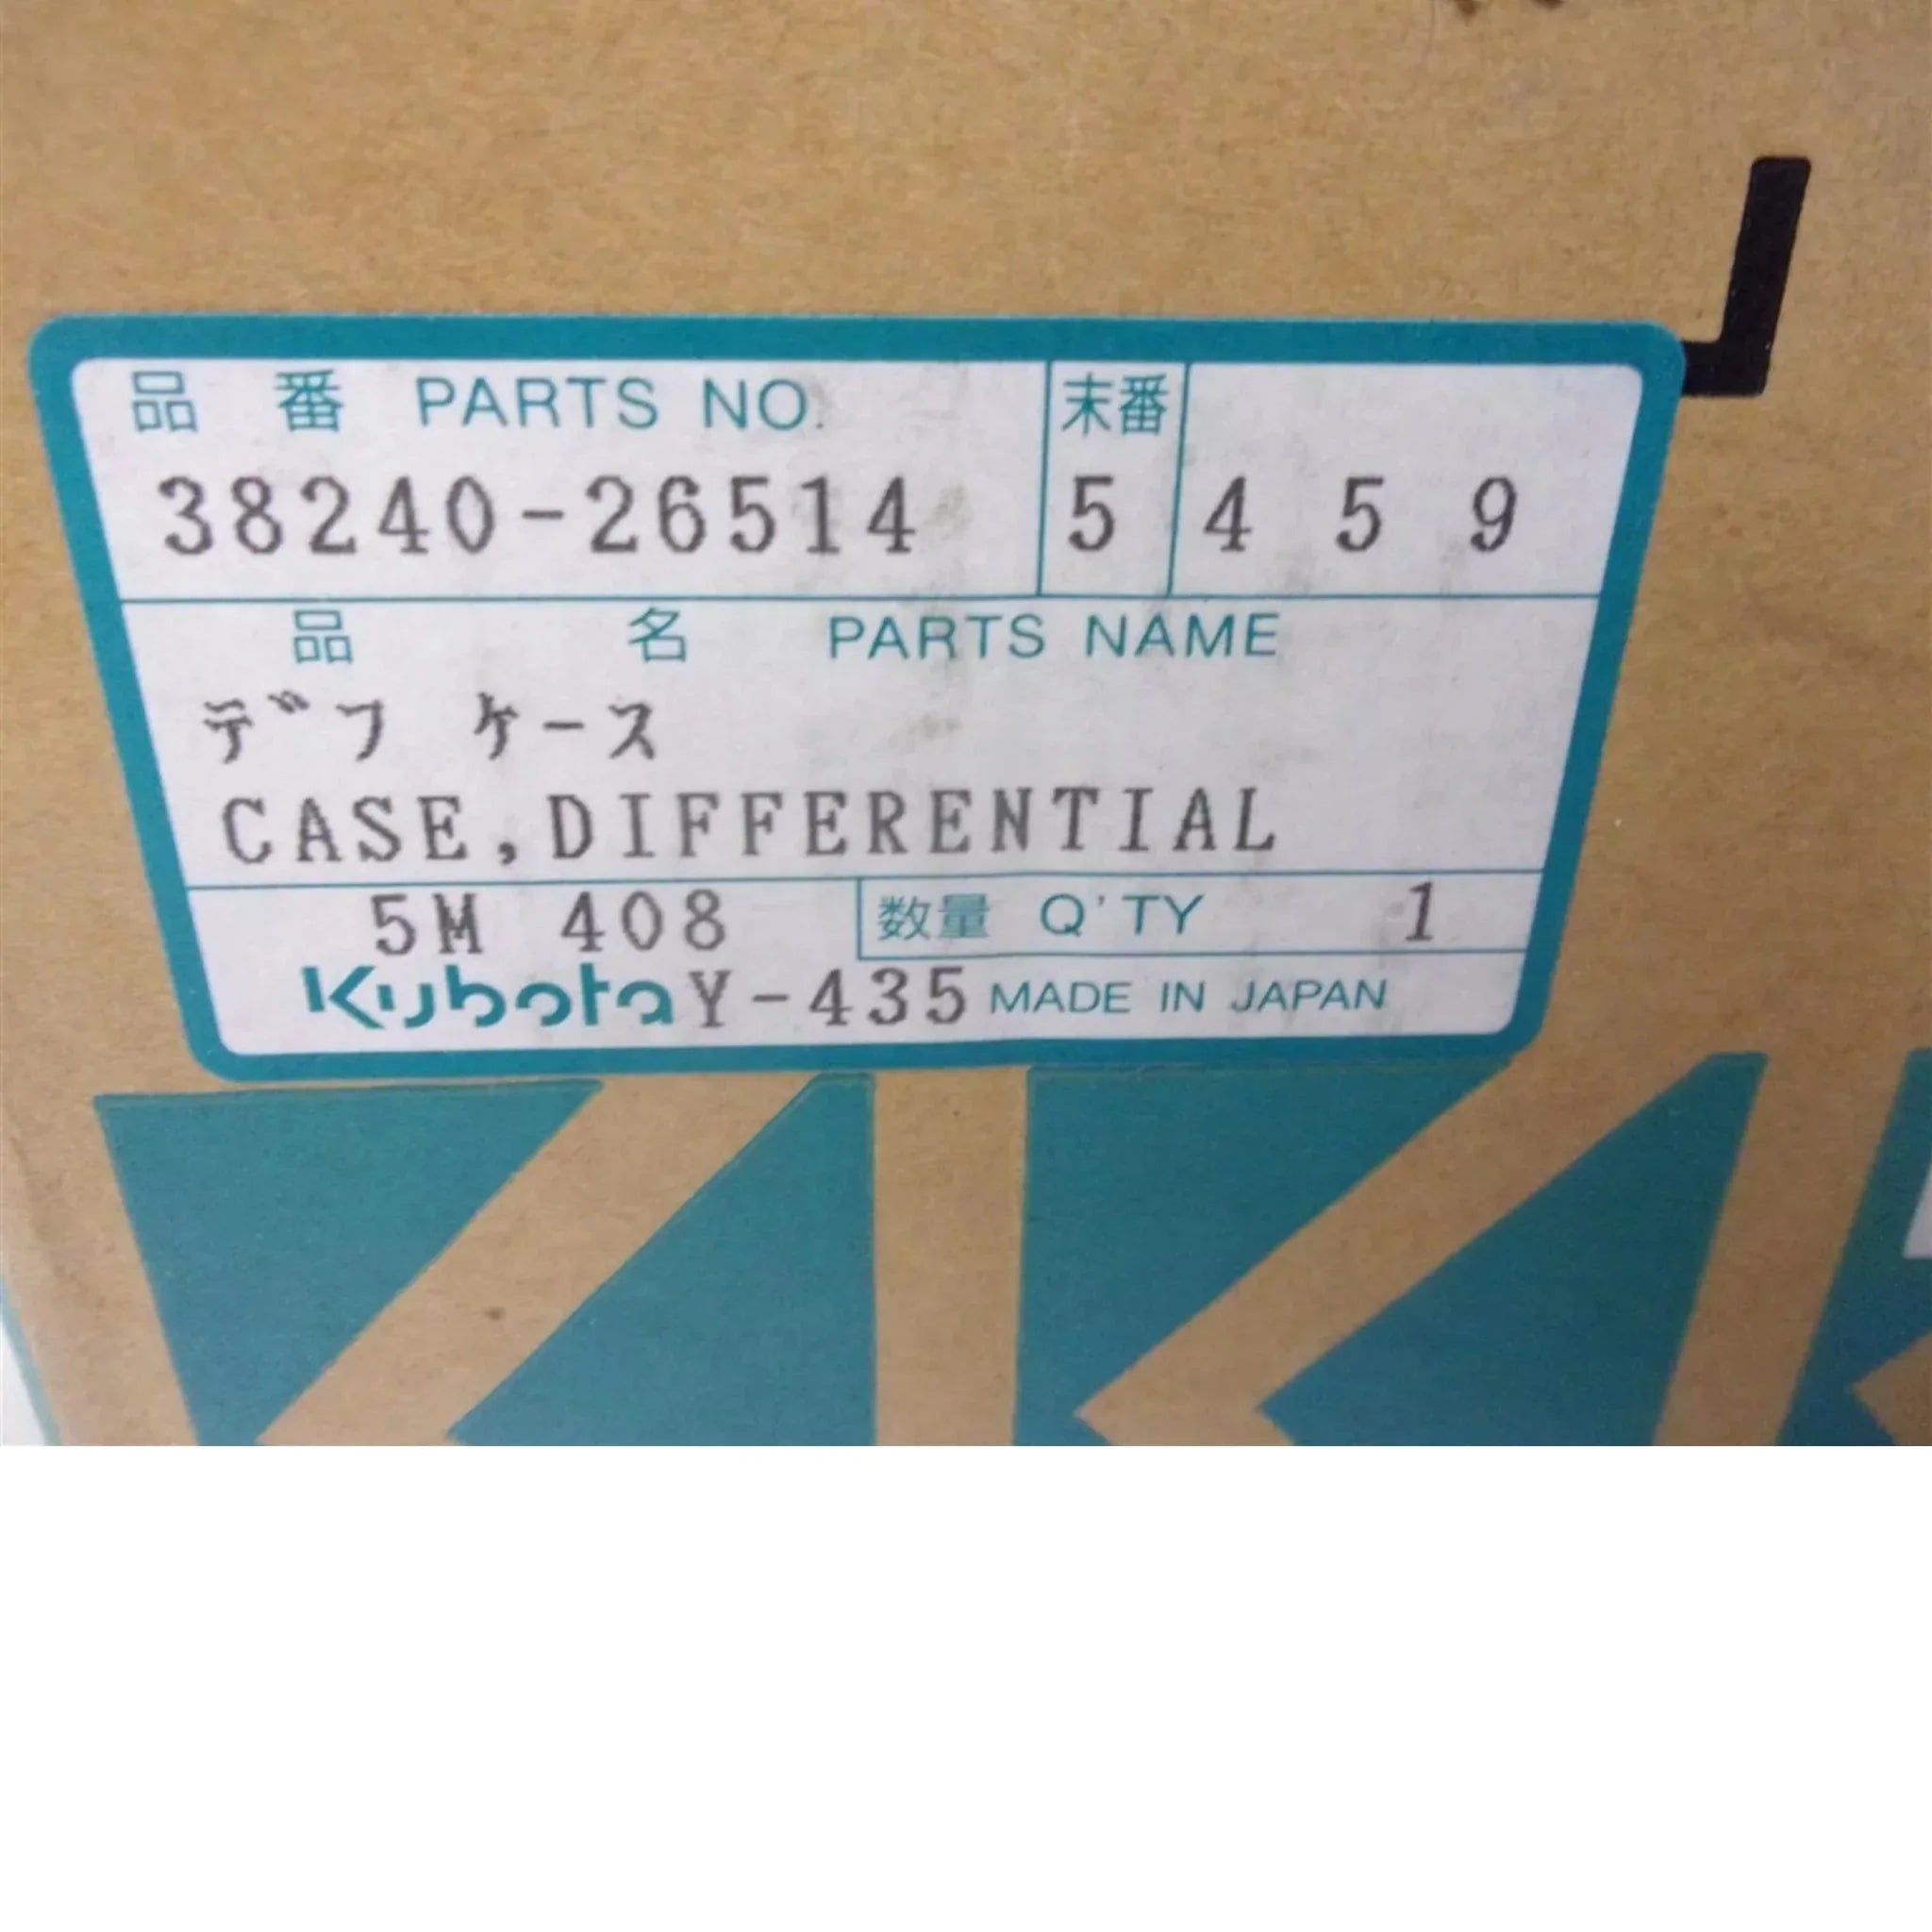 品 番 PARTS NO. 末番
38240-26514 5 4 5 9
品 名 PARTS NAME
デフ ケース
CASE,DIFFERENTIAL
5M 408 数量 Q'TY 1
Kubota Y-435 MADE IN JAPAN